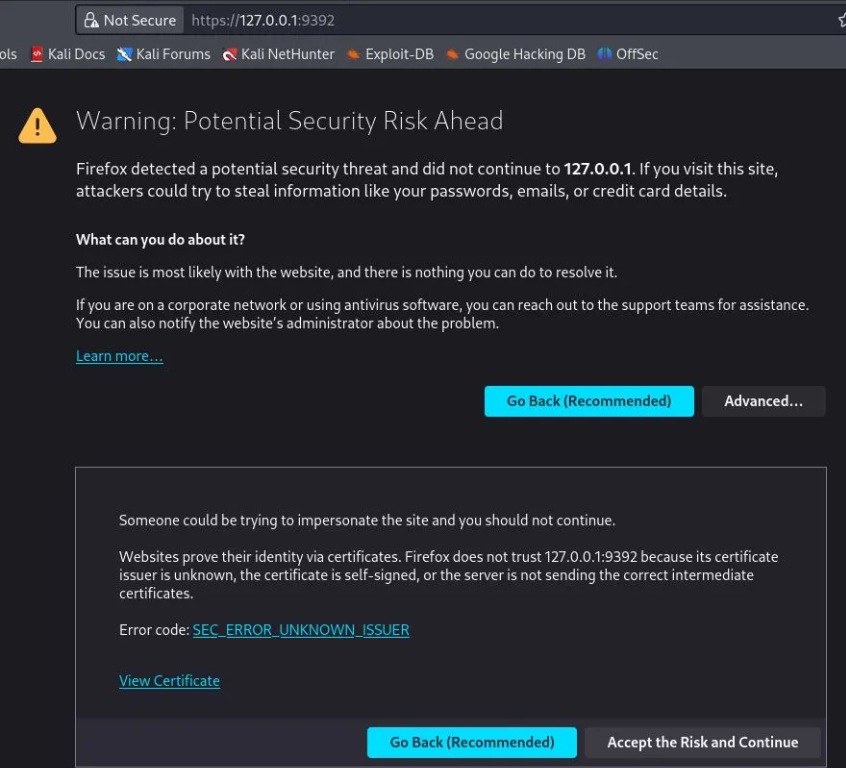 Not Secure https://127.0.0.1:9392
ols Kali Docs Kali Forums Kali NetHunter Exploit-DB Google Hacking DB OffSec
Warning: Potential Security Risk Ahead
Firefox detected a potential security threat and did not continue to 127.0.0.1. If you visit this site,
attackers could try to steal information like your passwords, emails, or credit card details.
What can you do about it?
The issue is most likely with the website, and there is nothing you can do to resolve it.
If you are on a corporate network or using antivirus software, you can reach out to the support teams for assistance.
You can also notify the website’s administrator about the problem.
Learn more…
Go Back (Recommended) Advanced…
Someone could be trying to impersonate the site and you should not continue.
Websites prove their identity via certificates. Firefox does not trust 127.0.0.1:9392 because its certificate
issuer is unknown, the certificate is self-signed, or the server is not sending the correct intermediate
certificates.
Error code: SEC_ERROR_UNKNOWN_ISSUER
View Certificate
Go Back (Recommended) Accept the Risk and Continue